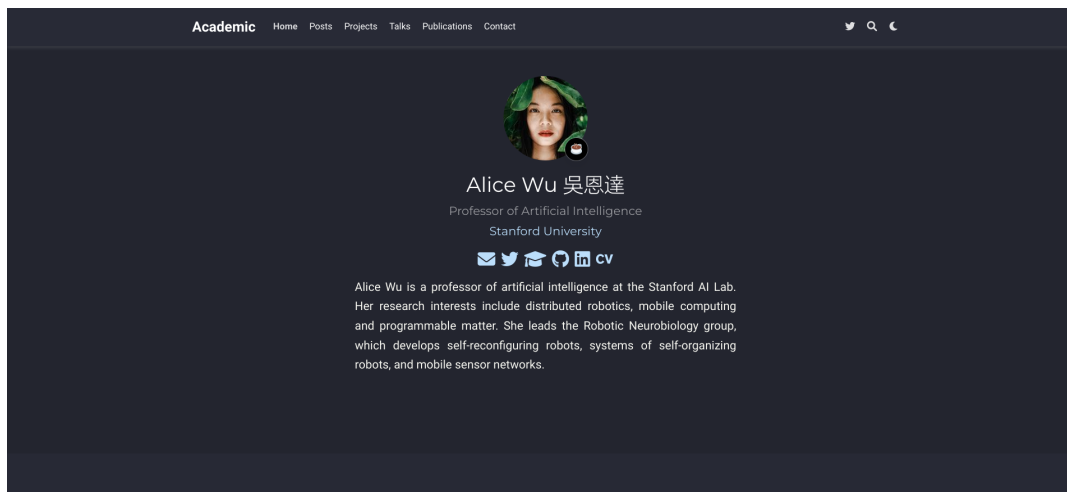 Academic Home Posts Projects Talks Publications Contact
Alice Wu 吳恩達
Professor of Artificial Intelligence
Stanford University
CV
Alice Wu is a professor of artificial intelligence at the Stanford AI Lab.
Her research interests include distributed robotics, mobile computing
and programmable matter. She leads the Robotic Neurobiology group,
which develops self-reconfiguring robots, systems of self-organizing
robots, and mobile sensor networks.